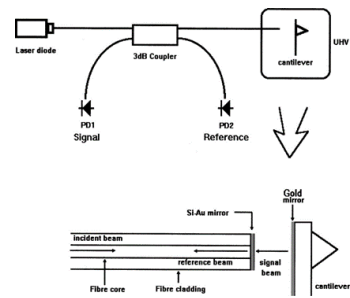 Laser diode
3dB Coupler
cantilever
UHV
PD1
Signal
PD2
Reference
Gold
mirror
SI-Au mirror
incident beam
reference beam
signal
beam
Fibre core
Fibre cladding
cantilever